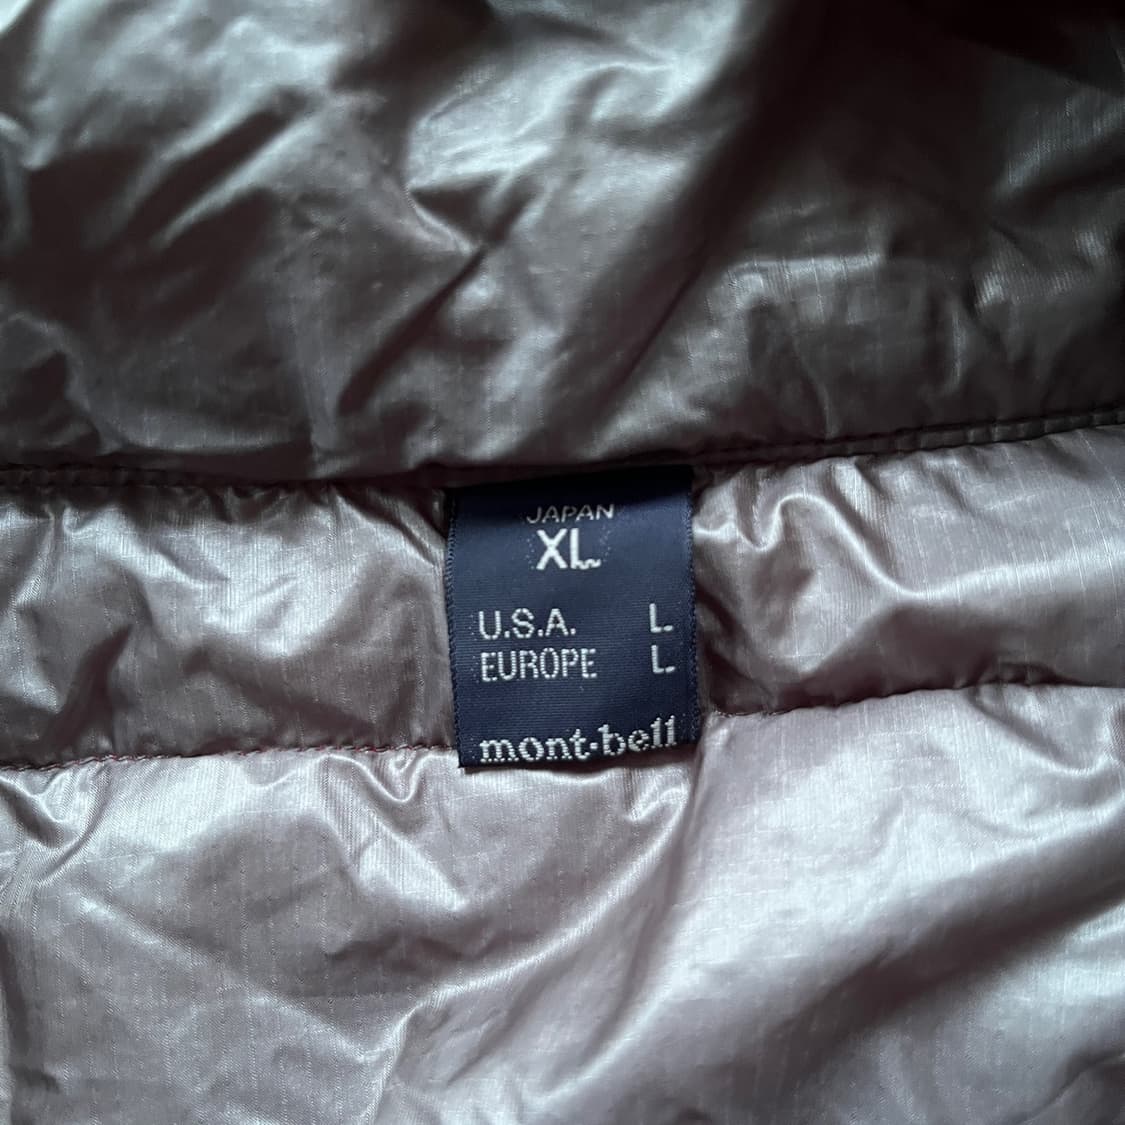 JAPAN
XL
U.S.A. L.
EUROPE L.
mont-bell